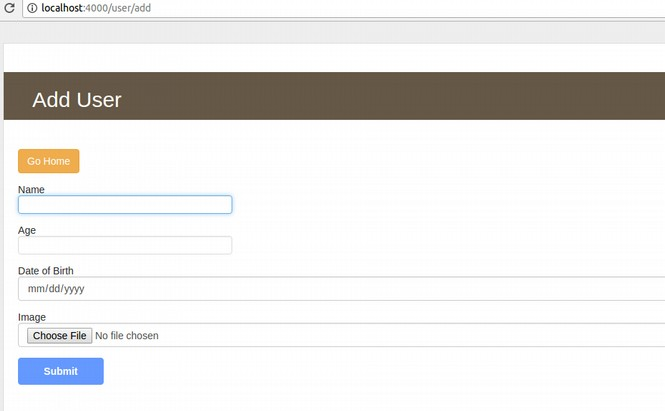 localhost:4000/user/add
Add User
Go Home
Name
Age
Date of Birth
mm/dd/yyyy
Image
Choose File No file chosen
Submit